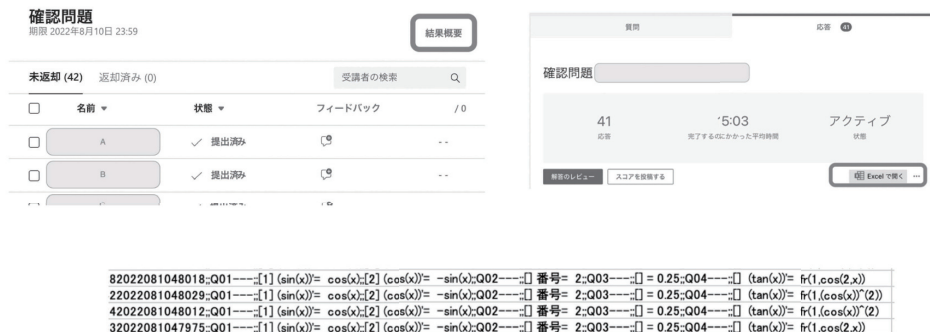 確認問題
期限 2022年8月10日 23:59
結果概要
未返却 (42) 返却済み (0)
受講者の検索
名前 状態 フィードバック / 0
A 提出済み - -
B 提出済み - -
質問 応答 41
確認問題
41 5:03 アクティブ
応答 完了するのにかかった平均時間 状態
解答のレビュー スコアを投稿する Excel で開く ...
82022081048018;;Q01---;;[1] (sin(x))'= cos(x);;[2] (cos(x))'= -sin(x);;Q02---;;[] 番号= 2;;Q03---;;[] = 0.25;;Q04---;;[] (tan(x))'= fr(1,cos(2,x))
22022081048029;;Q01---;;[1] (sin(x))'= cos(x);;[2] (cos(x))'= -sin(x);;Q02---;;[] 番号= 2;;Q03---;;[] = 0.25;;Q04---;;[] (tan(x))'= fr(1,(cos(x))^(2))
42022081048012;;Q01---;;[1] (sin(x))'= cos(x);;[2] (cos(x))'= -sin(x);;Q02---;;[] 番号= 2;;Q03---;;[] = 0.25;;Q04---;;[] (tan(x))'= fr(1,(cos(x))^(2)
32022081047975;;Q01---;;[1] (sin(x))'= cos(x);;[2] (cos(x))'= -sin(x);;Q02---;;[] 番号= 2;;Q03---;;[] = 0.25;;Q04---;;[] (tan(x))'= fr(1,cos(2,x))